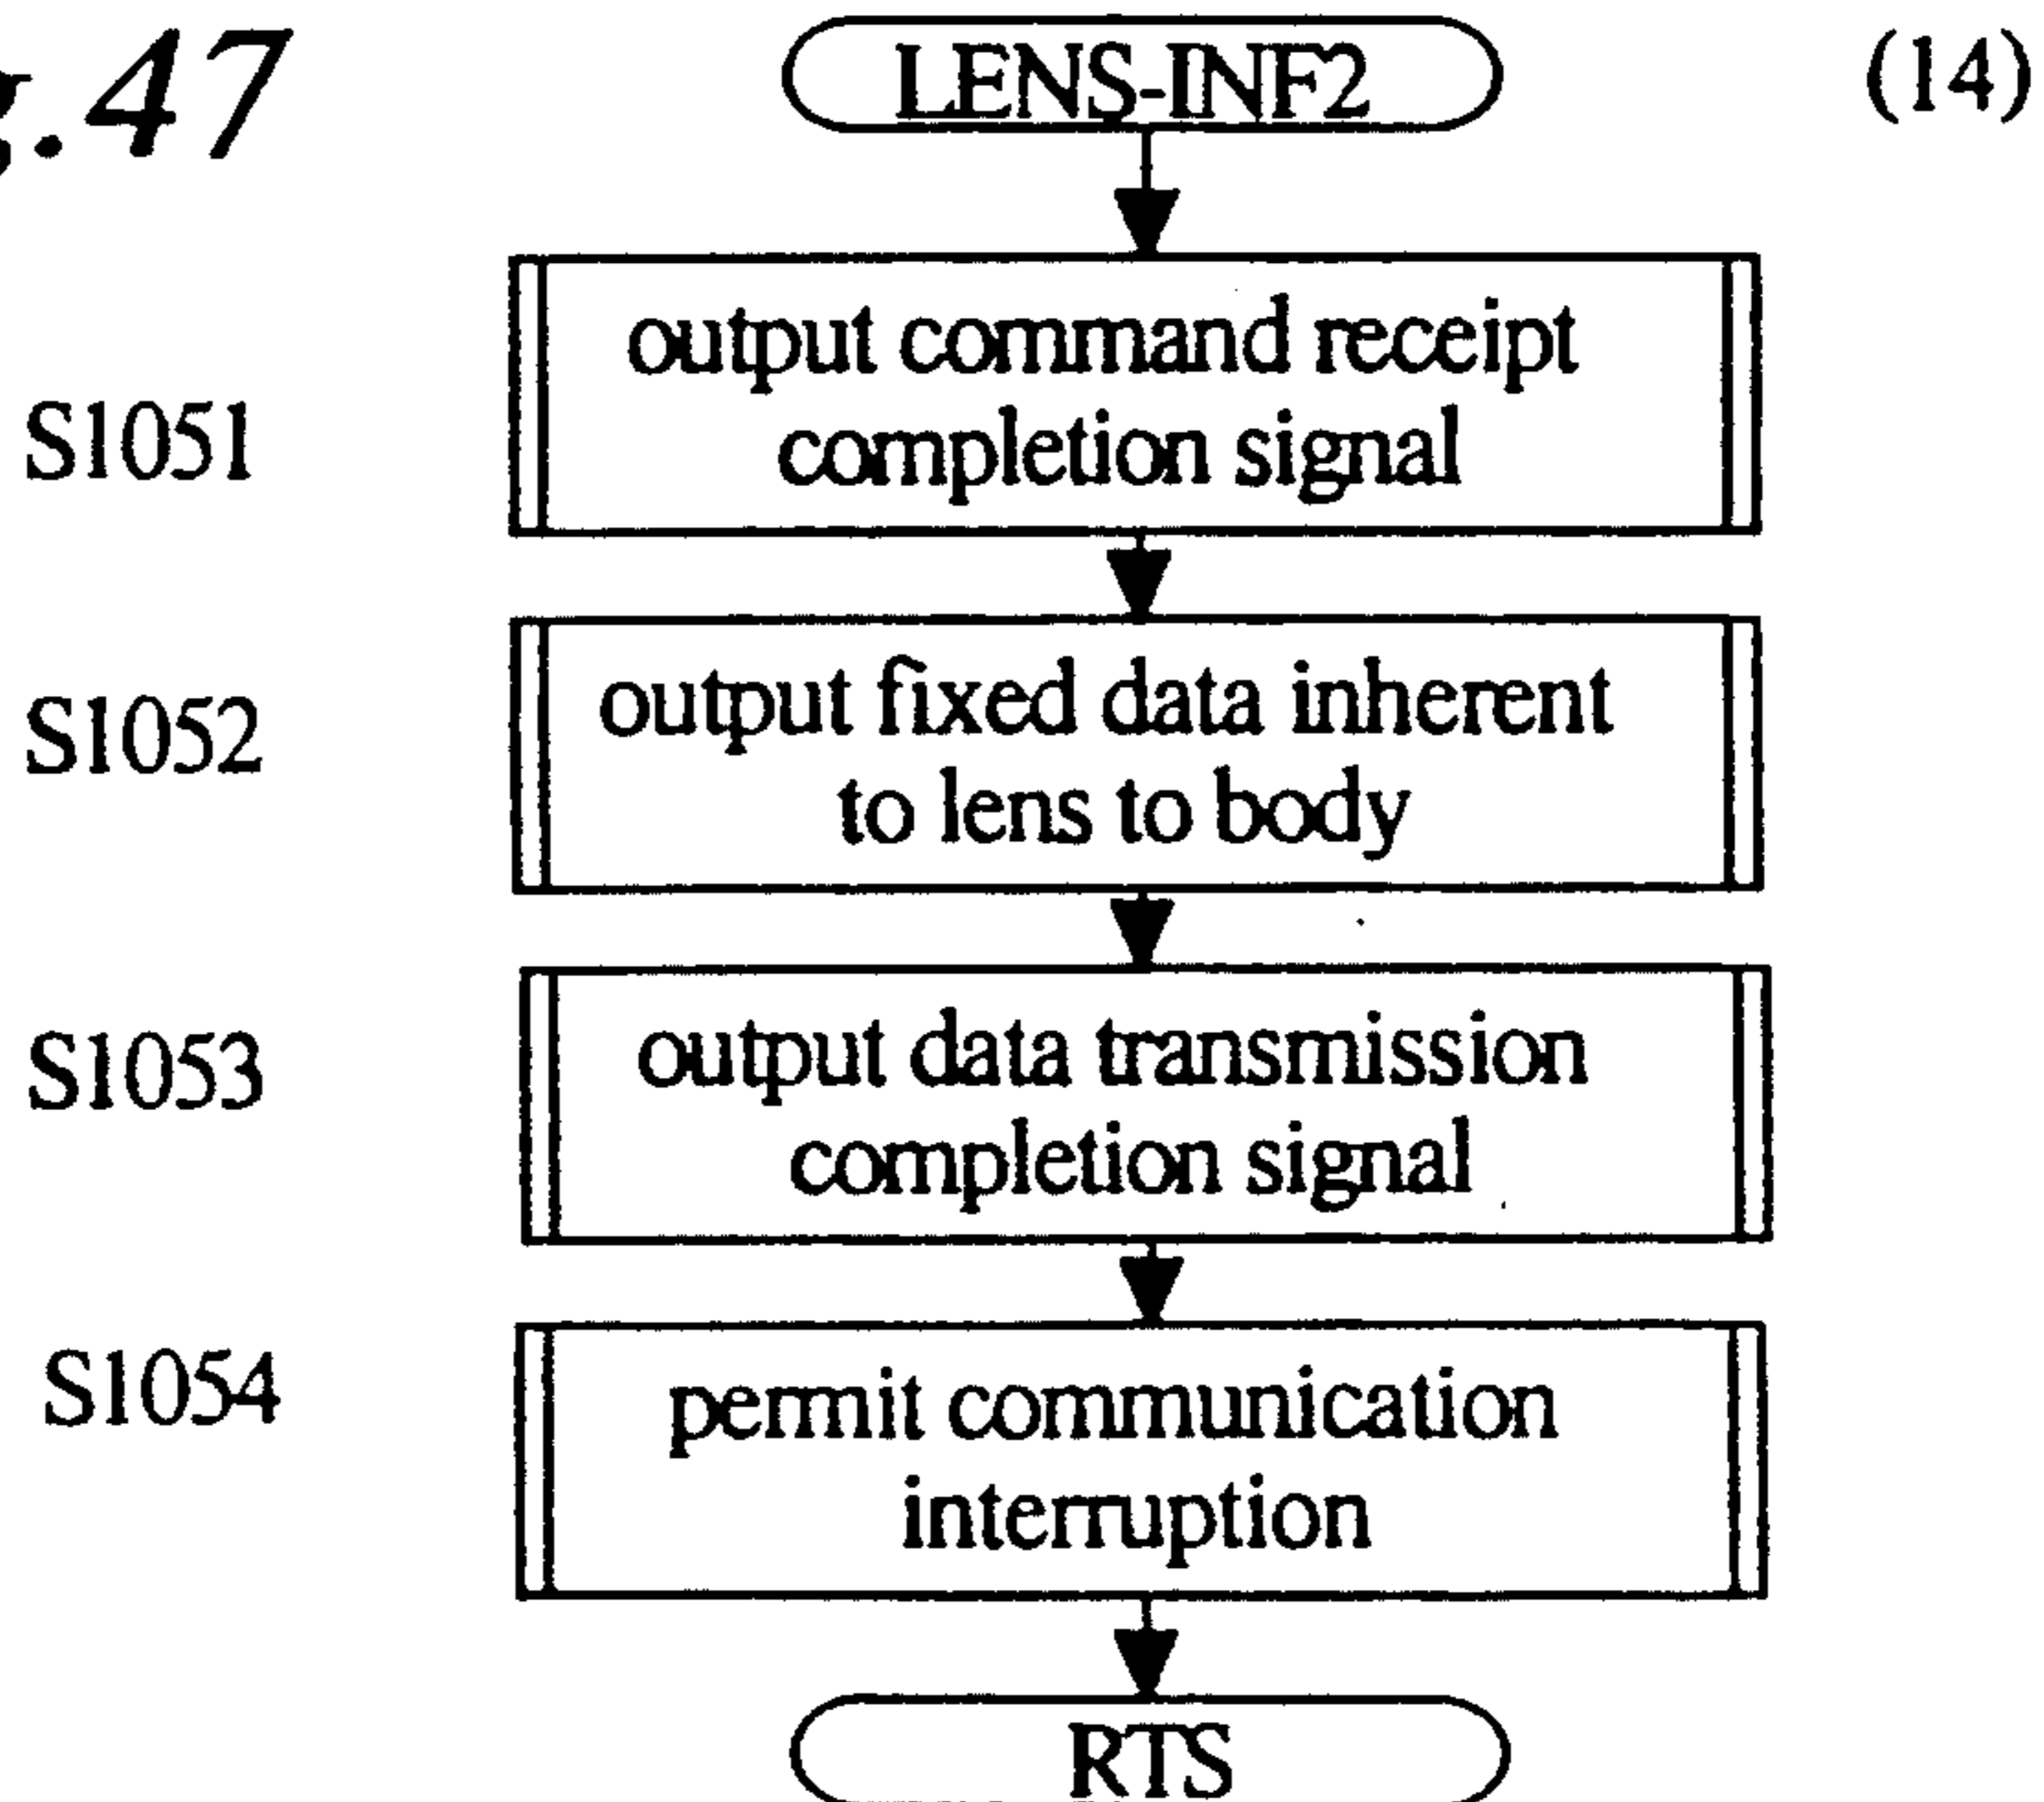 g.47
LENS-INF2
(14)
S1051
output command receipt
completion signal
S1052
output fixed data inherent
to lens to body
S1053
output data transmission
completion signal
S1054
permit communication
interruption
RTS